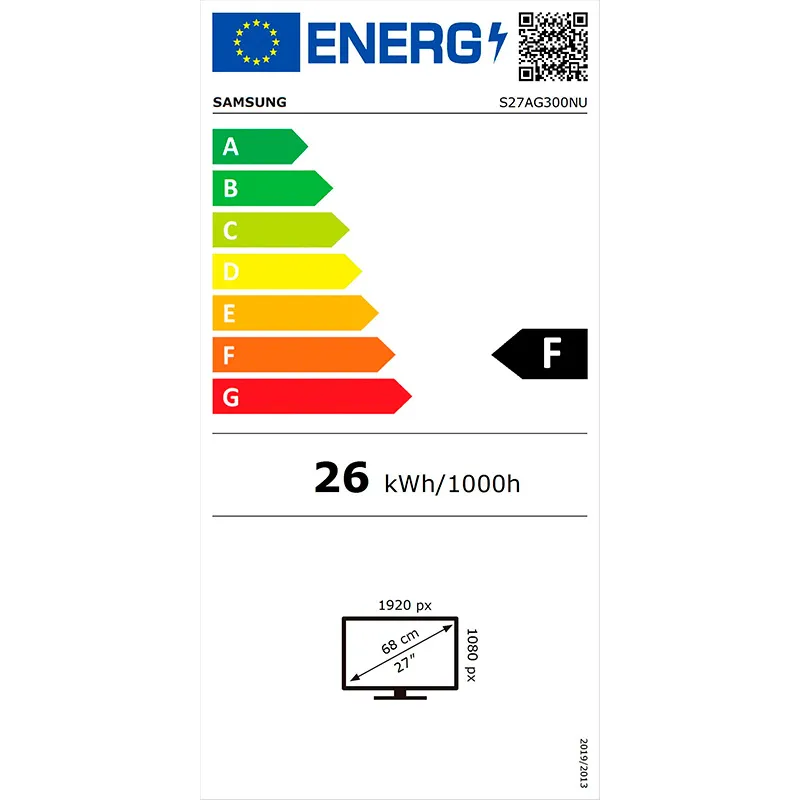 ENERG
SAMSUNG S27AG300NU
A
B
C
D
E
F
F
G
26 kWh/1000h
1920 px
68 cm
27”
1080 px
2019/2013